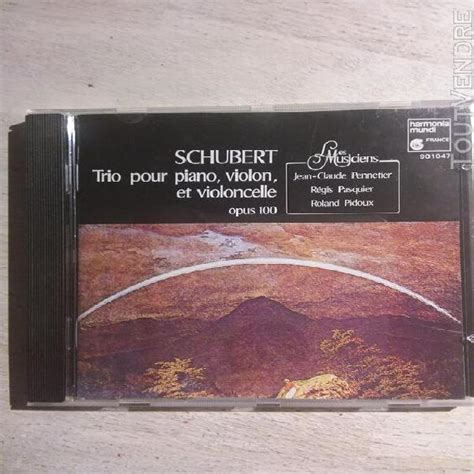 SCHUBERT
Trio pour piano, violon,
et violoncelle
opus 100
Les
Musiciens
Jean-Claude Pennetier
Régis Pasquier
Roland Pidoux
harmonia
mundi
FRANCE
901047
TOUTVENDRE